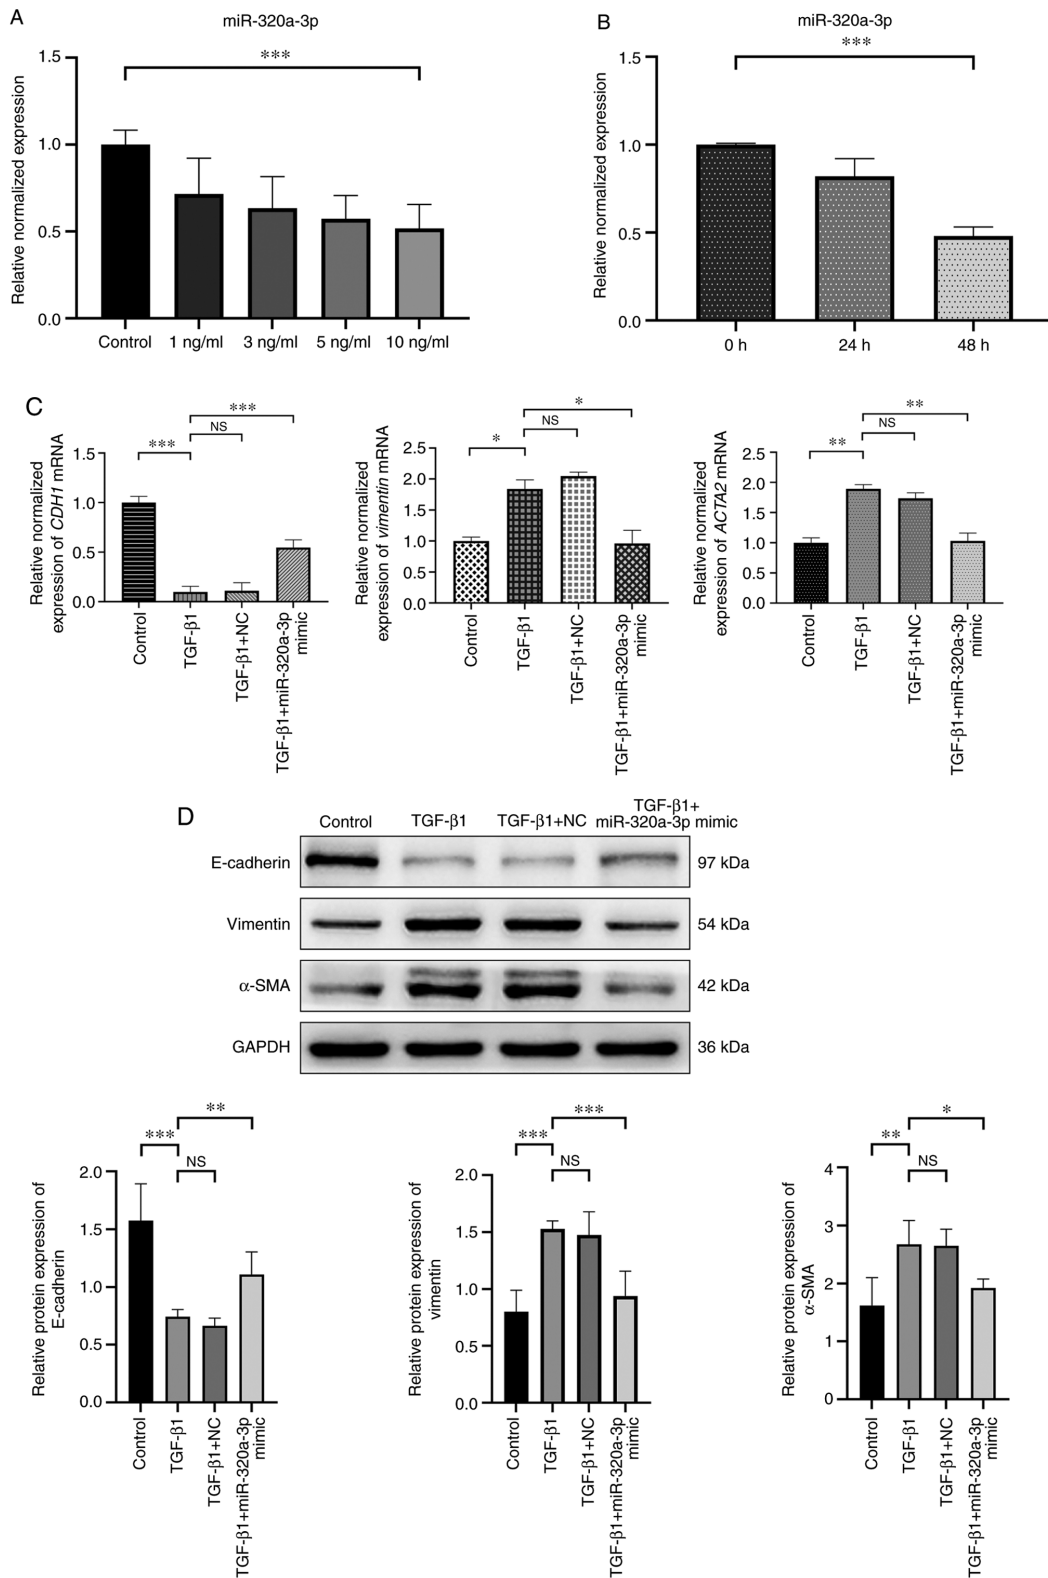 A
miR-320a-3p
***
Relative normalized expression
1.5
1.0
0.5
0.0
Control
1 ng/ml
3 ng/ml
5 ng/ml
10 ng/ml
B
miR-320a-3p
***
Relative normalized expression
1.5
1.0
0.5
0.0
0 h
24 h
48 h
C
Relative normalized
expression of CDH1 mRNA
***
NS
***
1.5
1.0
0.5
0.0
Control
TGF-β1
TGF-β1+NC
TGF-β1+miR-320a-3p
mimic
Relative normalized
expression of vimentin mRNA
*
NS
*
2.5
2.0
1.5
1.0
0.5
0.0
Control
TGF-β1
TGF-β1+NC
TGF-β1+miR-320a-3p
mimic
Relative normalized
expression of ACTA2 mRNA
**
NS
**
2.5
2.0
1.5
1.0
0.5
0.0
Control
TGF-β1
TGF-β1+NC
TGF-β1+miR-320a-3p
mimic
D
Control
TGF-β1
TGF-β1+NC
TGF-β1+
miR-320a-3p mimic
E-cadherin
97 kDa
Vimentin
54 kDa
α-SMA
42 kDa
GAPDH
36 kDa
Relative protein expression of
E-cadherin
**
***
NS
2.0
1.5
1.0
0.5
0.0
Control
TGF-β1
TGF-β1+NC
TGF-β1+miR-320a-3p
mimic
Relative protein expression of
vimentin
***
***
NS
2.0
1.5
1.0
0.5
0.0
Control
TGF-β1
TGF-β1+NC
TGF-β1+miR-320a-3p
mimic
Relative protein expression of
α-SMA
*
**
NS
4
3
2
1
0
Control
TGF-β1
TGF-β1+NC
TGF-β1+miR-320a-3p
mimic